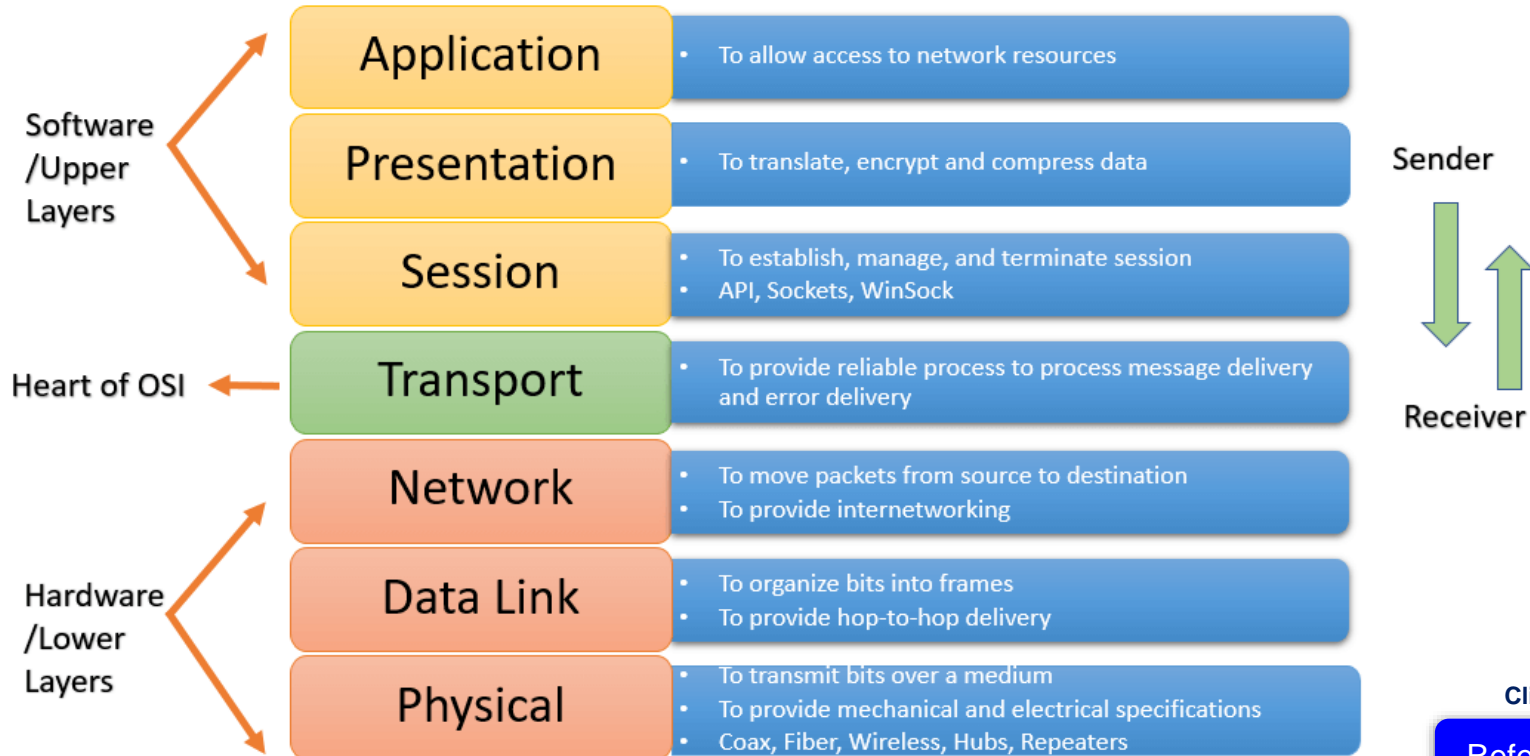 Application
• To allow access to network resources
Software
/Upper
Layers
Presentation
• To translate, encrypt and compress data
Sender
Session
• To establish, manage, and terminate session
• API, Sockets, WinSock
Heart of OSI
Transport
• To provide reliable process to process message delivery
and error delivery
Receiver
Network
• To move packets from source to destination
• To provide internetworking
Hardware
/Lower
Layers
Data Link
• To organize bits into frames
• To provide hop-to-hop delivery
Physical
• To transmit bits over a medium
• To provide mechanical and electrical specifications
• Coax, Fiber, Wireless, Hubs, Repeaters